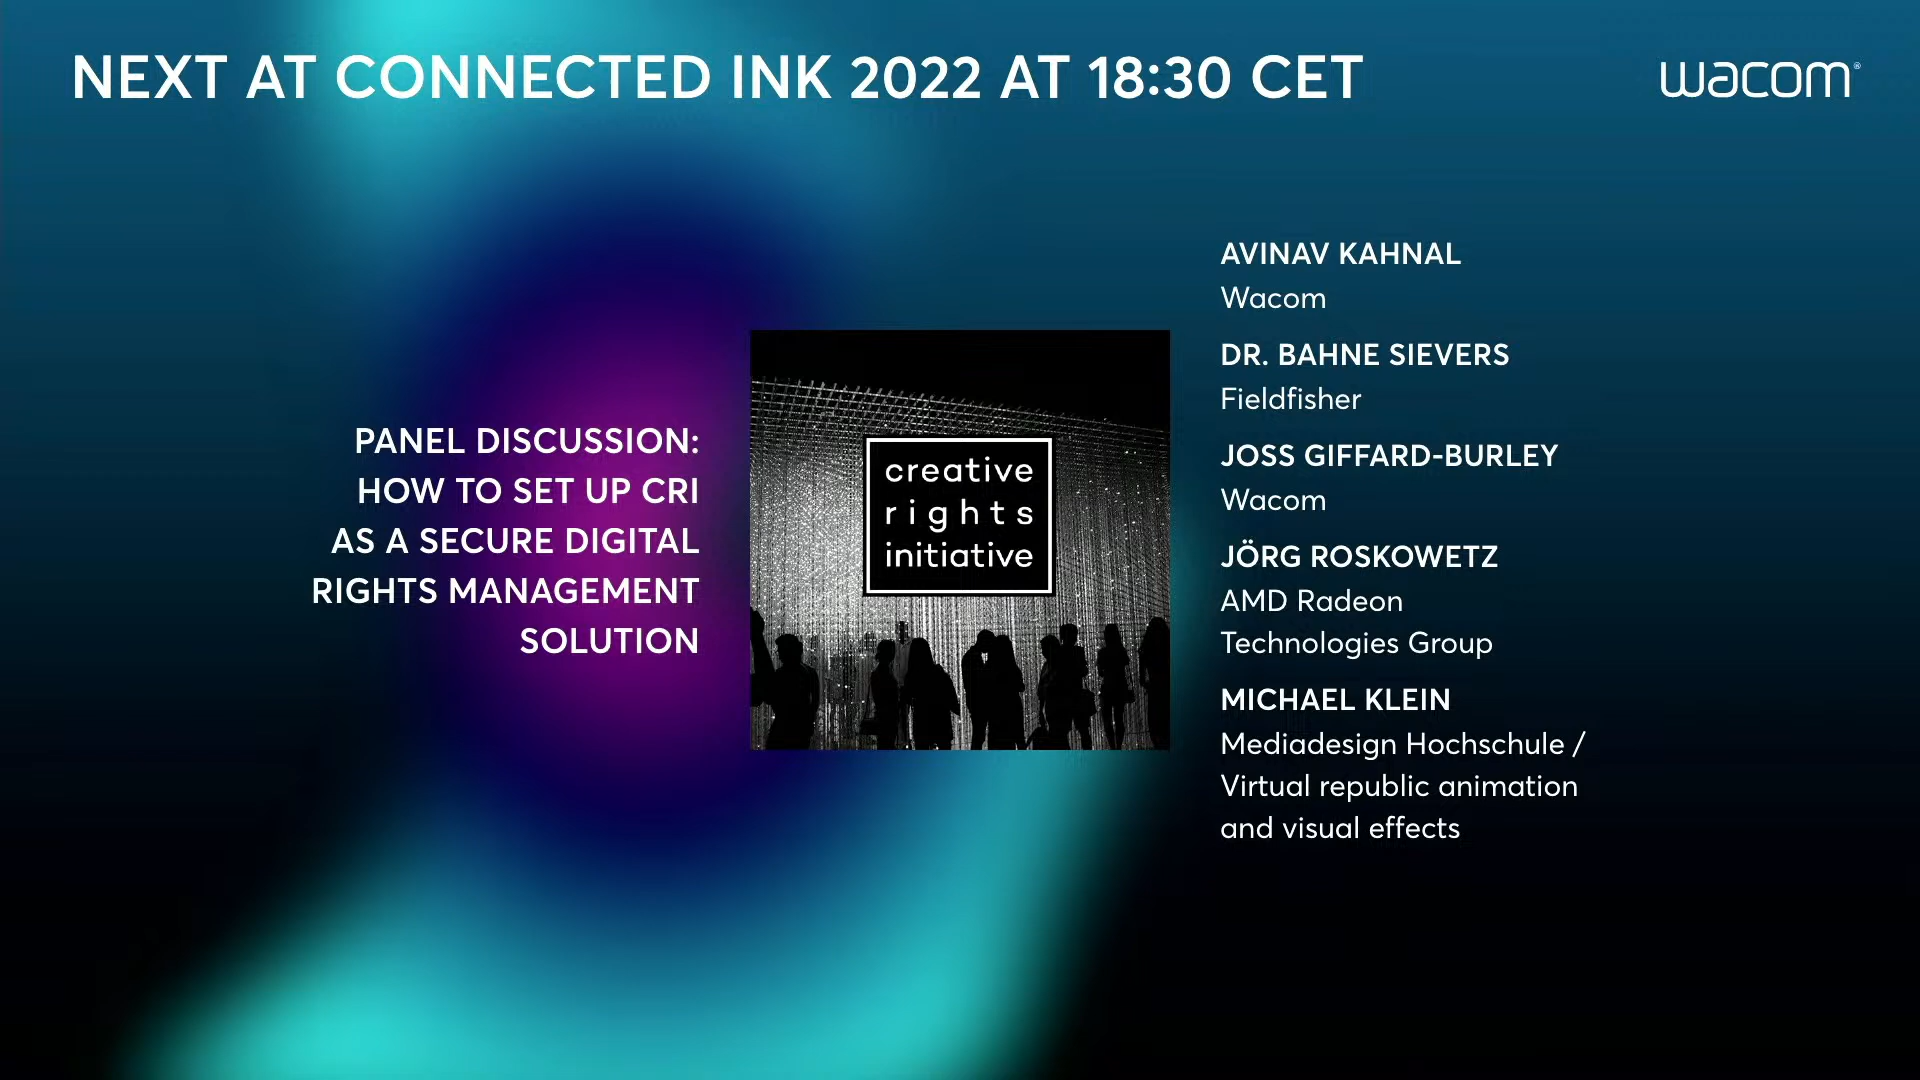 NEXT AT CONNECTED INK 2022 AT 18:30 CET
wacom®
PANEL DISCUSSION:
HOW TO SET UP CRI
AS A SECURE DIGITAL
RIGHTS MANAGEMENT
SOLUTION
creative
rights
initiative
AVINAV KAHNAL
Wacom
DR. BAHNE SIEVERS
Fieldfisher
JOSS GIFFARD-BURLEY
Wacom
JÖRG ROSKOWETZ
AMD Radeon
Technologies Group
MICHAEL KLEIN
Mediadesign Hochschule /
Virtual republic animation
and visual effects